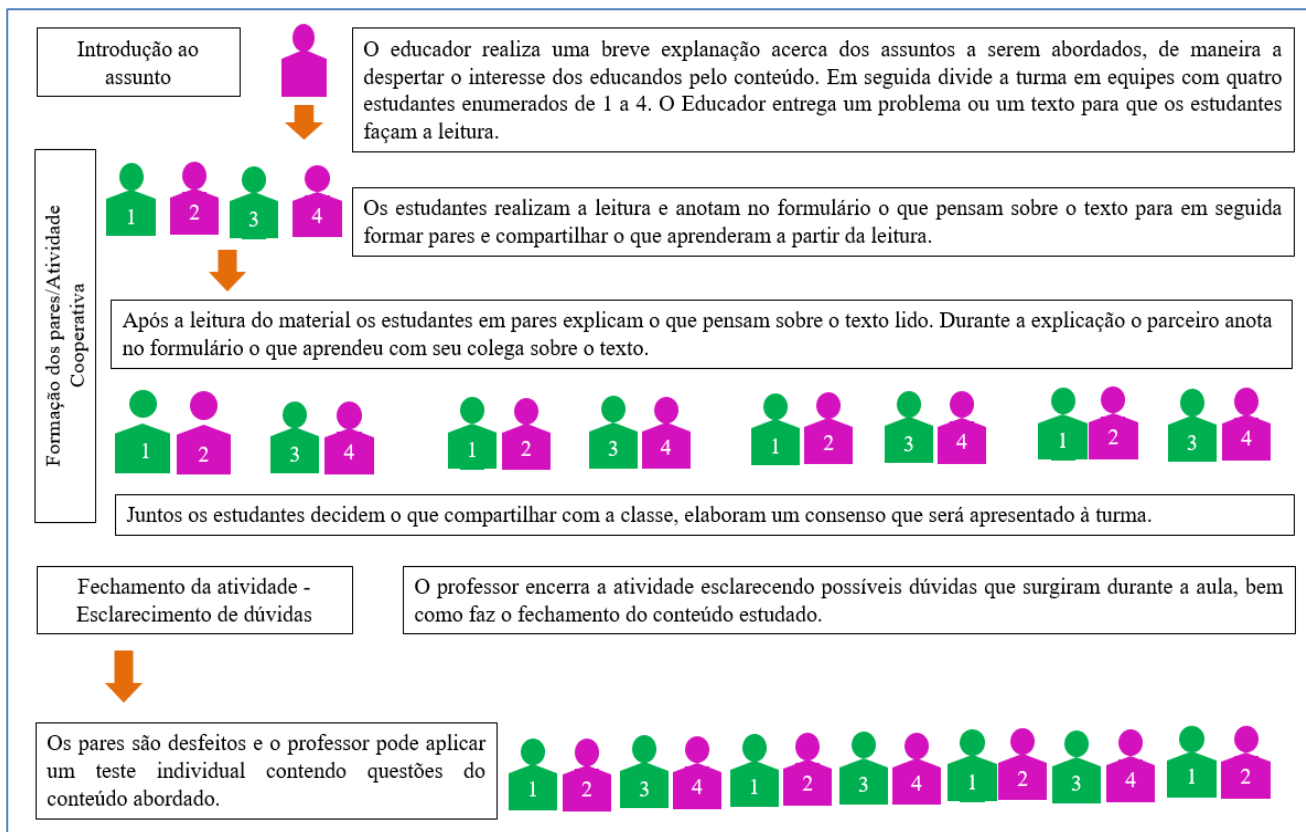 Introdução ao
assunto
O educador realiza uma breve explanação acerca dos assuntos a serem abordados, de maneira a
despertar o interesse dos educandos pelo conteúdo. Em seguida divide a turma em equipes com quatro
estudantes enumerados de 1 a 4. O Educador entrega um problema ou um texto para que os estudantes
façam a leitura.
Formação dos pares/Atividade
Cooperativa
1 2 3 4
Os estudantes realizam a leitura e anotam no formulário o que pensam sobre o texto para em seguida
formar pares e compartilhar o que aprenderam a partir da leitura.
Após a leitura do material os estudantes em pares explicam o que pensam sobre o texto lido. Durante a explicação o parceiro anota
no formulário o que aprendeu com seu colega sobre o texto.
1 2 3 4 1 2 3 4 1 2 3 4 1 2 3 4
Juntos os estudantes decidem o que compartilhar com a classe, elaboram um consenso que será apresentado à turma.
Fechamento da atividade -
Esclarecimento de dúvidas
O professor encerra a atividade esclarecendo possíveis dúvidas que surgiram durante a aula, bem
como faz o fechamento do conteúdo estudado.
Os pares são desfeitos e o professor pode aplicar
um teste individual contendo questões do
conteúdo abordado.
1 2 3 4 1 2 3 4 1 2 3 4 1 2